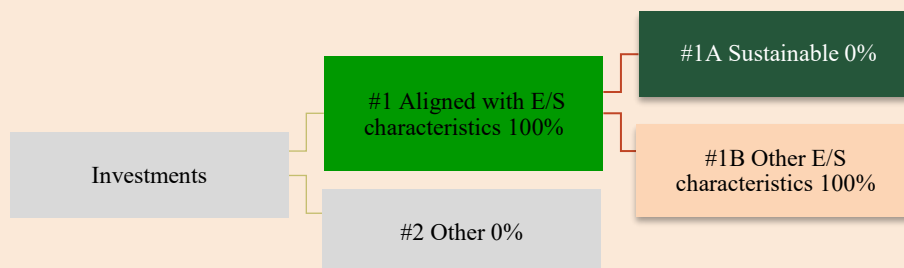 Investments
#1 Aligned with E/S
characteristics 100%
#2 Other 0%
#1A Sustainable 0%
#1B Other E/S
characteristics 100%